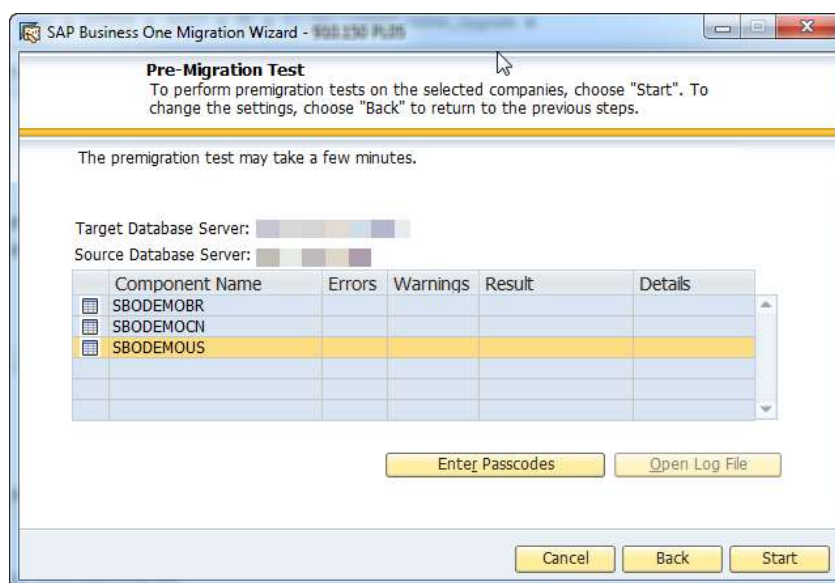 SAP Business One Migration Wizard -
Pre-Migration Test
To perform premigration tests on the selected companies, choose "Start". To
change the settings, choose "Back" to return to the previous steps.
The premigration test may take a few minutes.
Target Database Server:
Source Database Server:
Component Name Errors Warnings Result Details
SBODEMOBR
SBODEMOCN
SBODEMOUS
Enter Passcodes Open Log File
Cancel Back Start